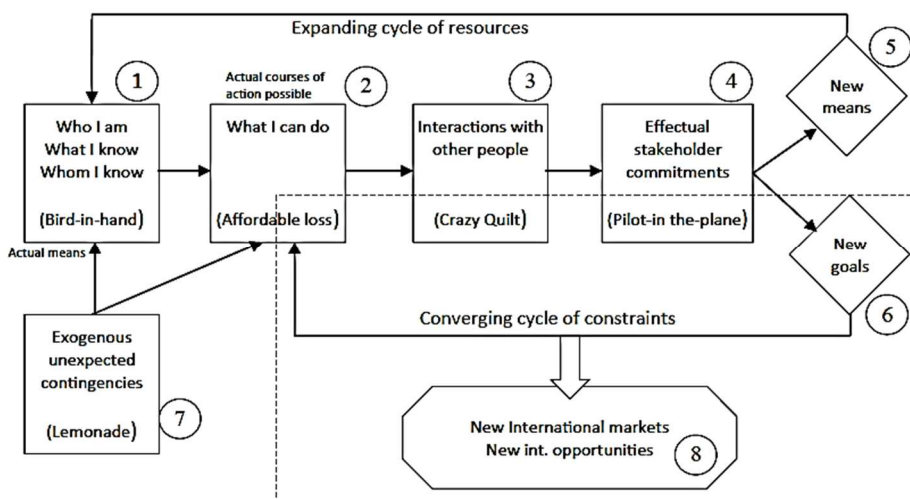 Expanding cycle of resources
5
1
Actual courses of
action possible
2
3
4
New
means
Who I am
What I know
Whom I know
(Bird-in-hand)
What I can do
(Affordable loss)
Interactions with
other people
(Crazy Quilt)
Effectual
stakeholder
commitments
(Pilot-in the-plane)
Actual means
New
goals
6
Converging cycle of constraints
Exogenous
unexpected
contingencies
(Lemonade)
7
New International markets
New int. opportunities
8